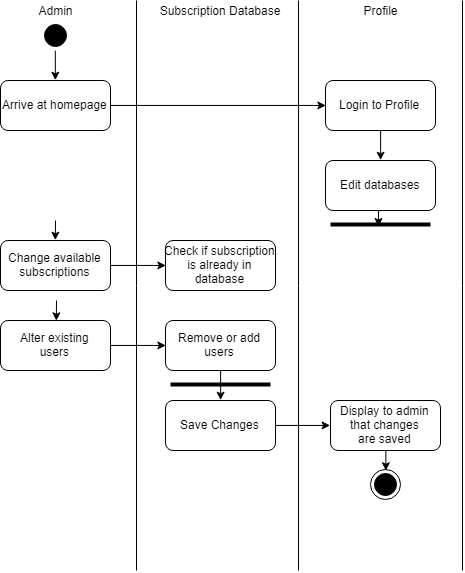 Admin
Subscription Database
Profile
Arrive at homepage
Login to Profile
Edit databases
Change available
subscriptions
Check if subscription
is already in
database
Alter existing
users
Remove or add
users
Save Changes
Display to admin
that changes
are saved